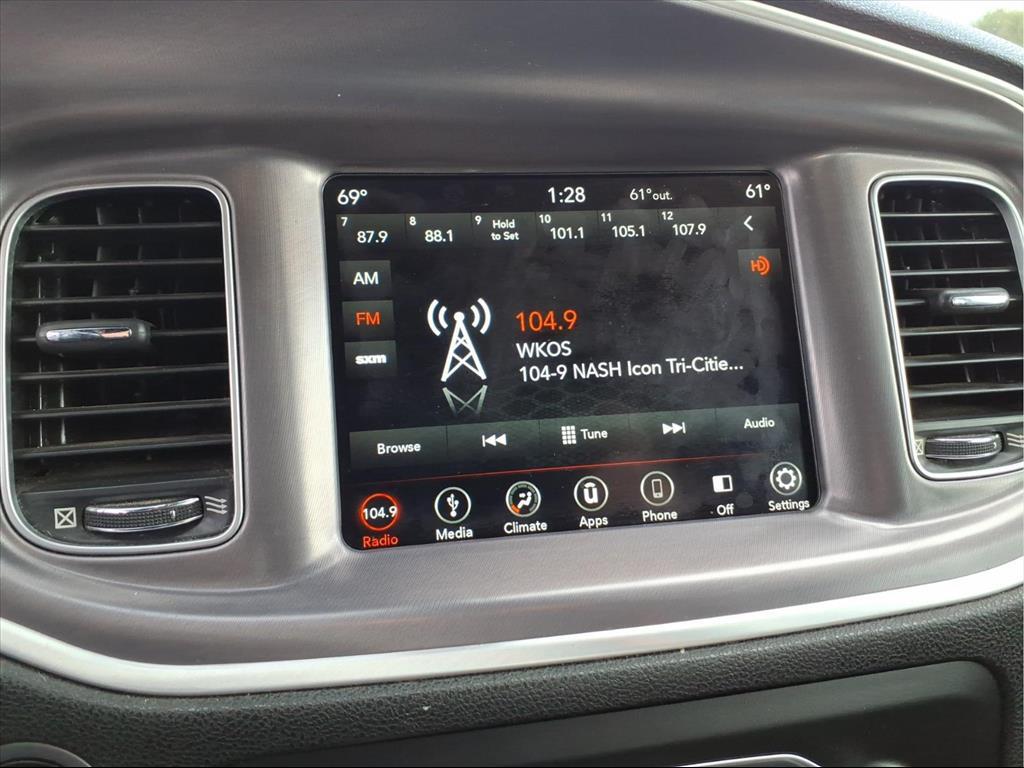 69° 1:28 61°out. 61°
7 87.9 8 88.1 9 Hold to Set 10 101.1 11 105.1 12 107.9
AM
HD
FM
104.9
sxm
WKOS
104-9 NASH Icon Tri-Citie...
Browse Tune Audio
104.9
Radio Media Climate Apps Phone Off Settings